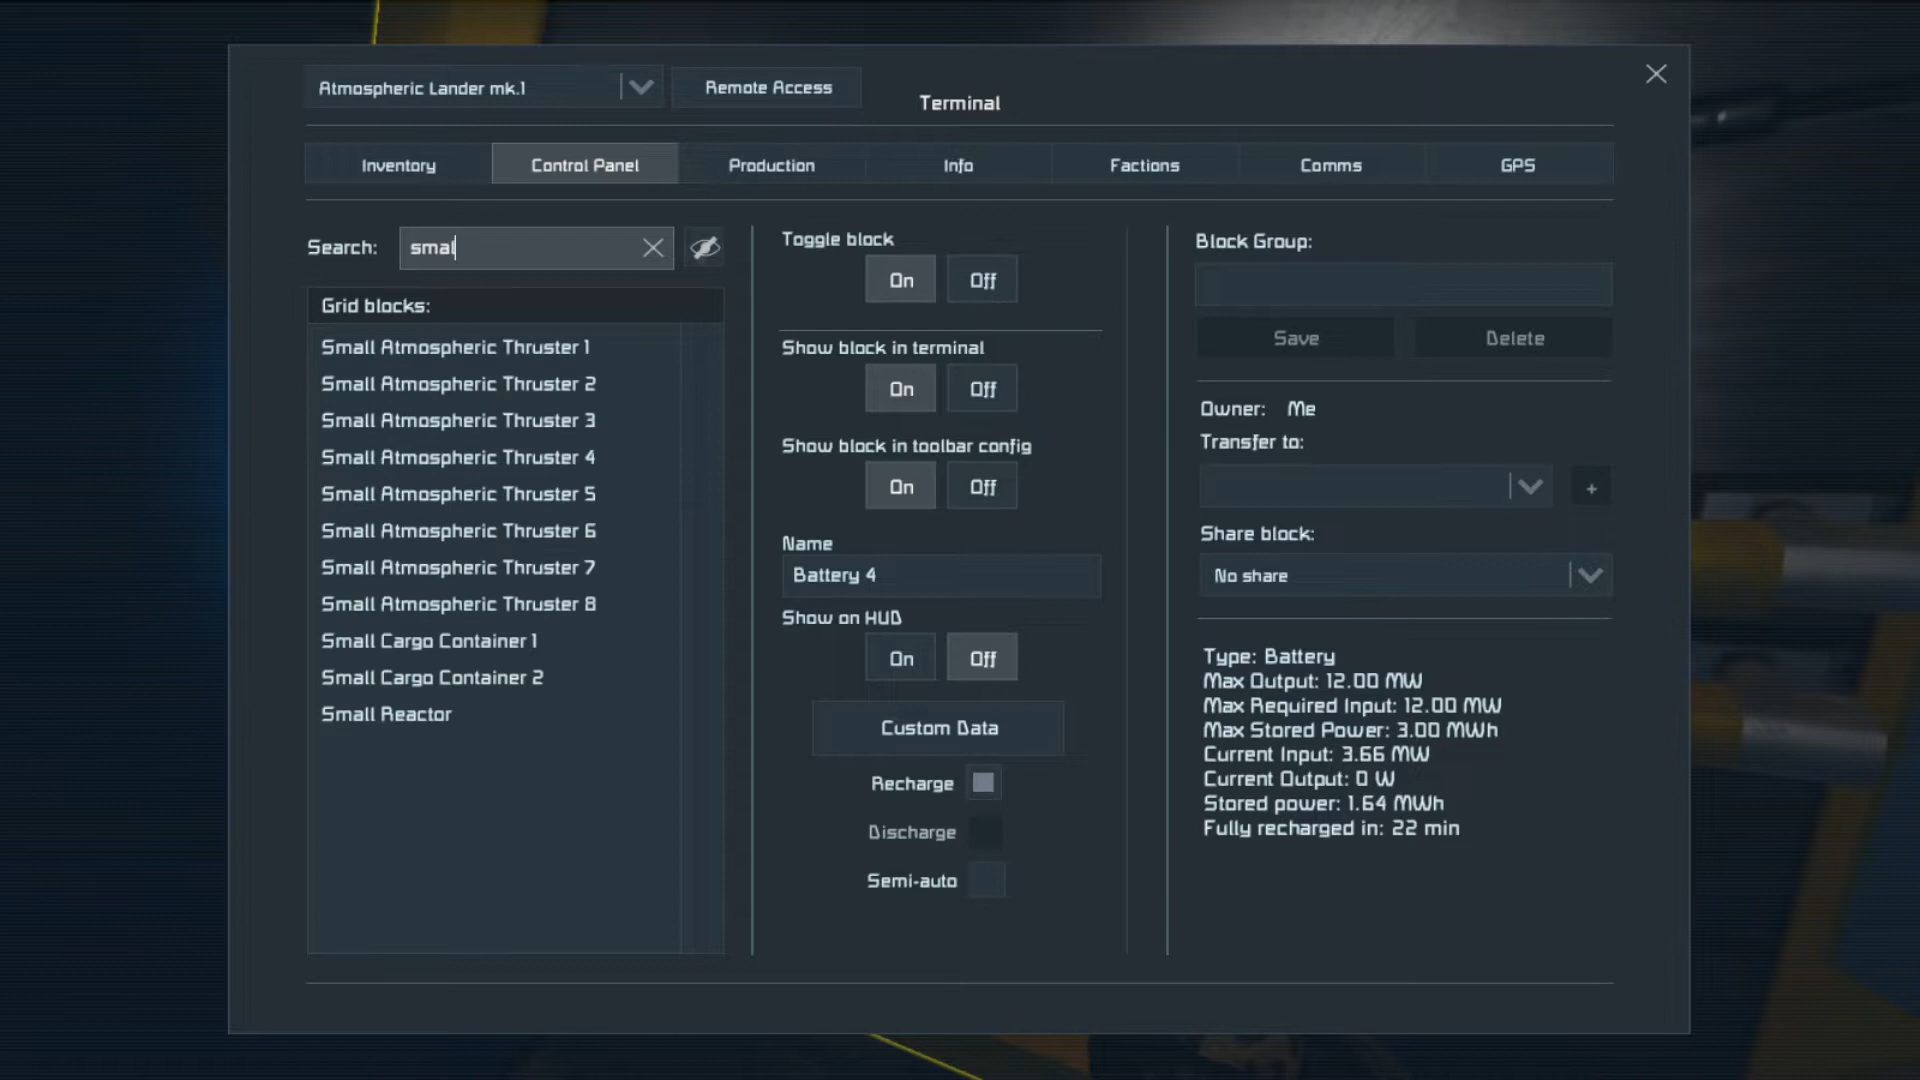 Atmospheric Lander mk.1
Remote Access
Terminal
Inventory
Control Panel
Production
Info
Factions
Comms
GPS
Search:
smal
Grid blocks:
Small Atmospheric Thruster 1
Small Atmospheric Thruster 2
Small Atmospheric Thruster 3
Small Atmospheric Thruster 4
Small Atmospheric Thruster 5
Small Atmospheric Thruster 6
Small Atmospheric Thruster 7
Small Atmospheric Thruster 8
Small Cargo Container 1
Small Cargo Container 2
Small Reactor
Toggle block
On Off
Show block in terminal
On Off
Show block in toolbar config
On Off
Name
Battery 4
Show on HUD
On Off
Custom Data
Recharge
Discharge
Semi-auto
Block Group:
Save Delete
Owner: Me
Transfer to:
+
Share block:
No share
Type: Battery
Max Output: 12.00 MW
Max Required Input: 12.00 MW
Max Stored Power: 3.00 MWh
Current Input: 3.66 MW
Current Output: 0 W
Stored power: 1.64 MWh
Fully recharged in: 22 min